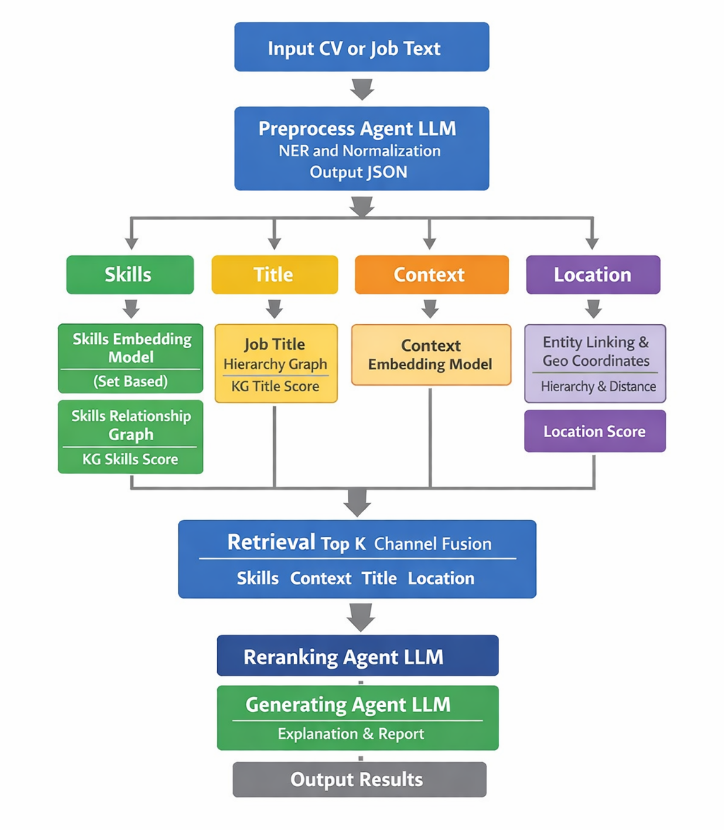 Input CV or Job Text
Preprocess Agent LLM
NER and Normalization
Output JSON
Skills
Title
Context
Location
Skills Embedding
Model
(Set Based)
Skills Relationship
Graph
KG Skills Score
Job Title
Hierarchy Graph
KG Title Score
Context
Embedding Model
Entity Linking &
Geo Coordinates
Hierarchy & Distance
Location Score
Retrieval Top K Channel Fusion
Skills Context Title Location
Reranking Agent LLM
Generating Agent LLM
Explanation & Report
Output Results